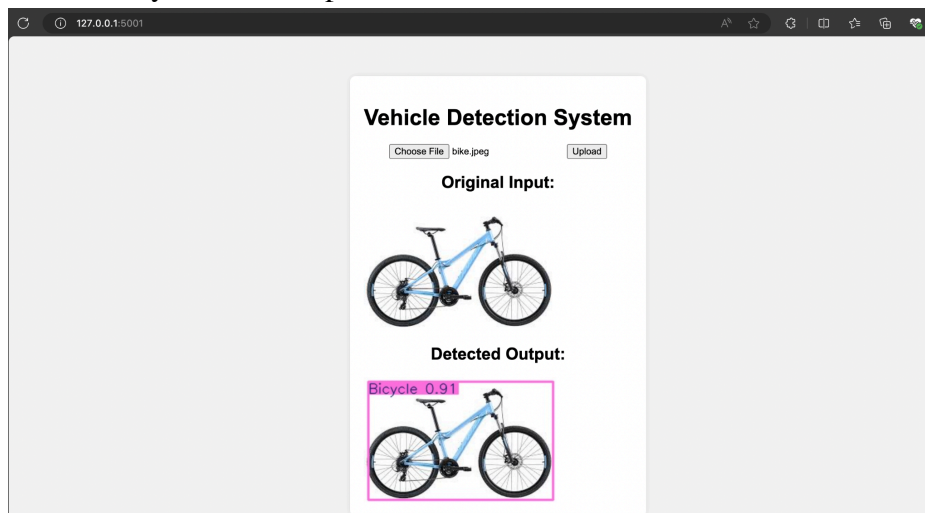 127.0.0.1:5001
Vehicle Detection System
Choose File bike.jpeg Upload
Original Input:
Detected Output:
Bicycle 0.91